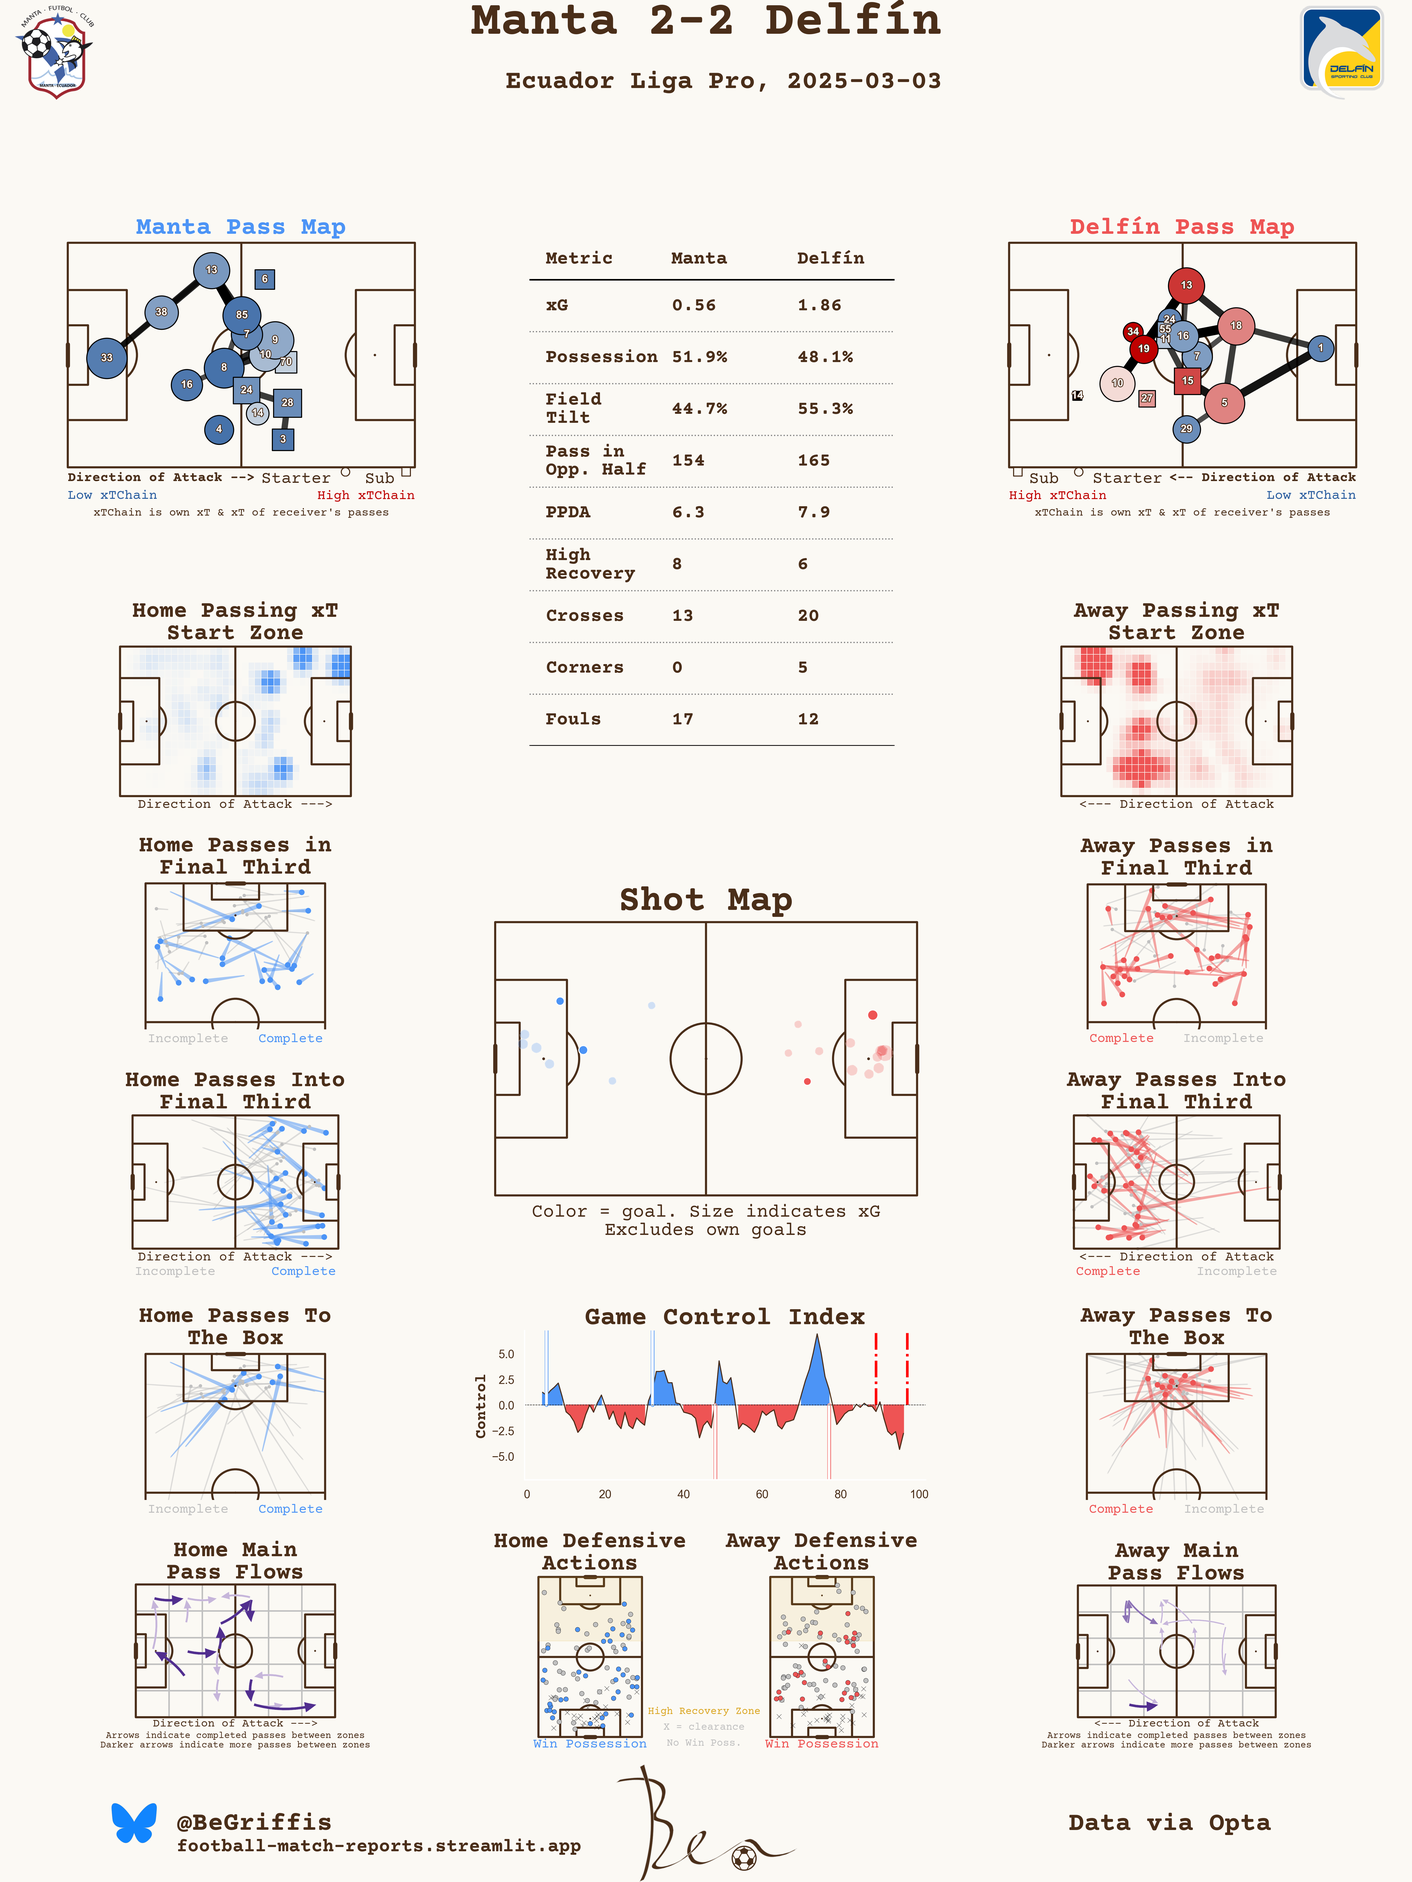 MANTA · FUTBOL · CLUB
MANTA - ECUADOR
Manta 2-2 Delfín
Ecuador Liga Pro, 2025-03-03
DELFÍN
SPORTING CLUB
Manta Pass Map
13
6
38
85
7
9
33
10
70
8
16
24
28
14
4
3
Direction of Attack --> Starter Sub
Low xTChain High xTChain
xTChain is own xT & xT of receiver's passes
Metric Manta Delfín
xG 0.56 1.86
Possession 51.9% 48.1%
Field
Tilt 44.7% 55.3%
Pass in
Opp. Half 154 165
PPDA 6.3 7.9
High
Recovery 8 6
Crosses 13 20
Corners 0 5
Fouls 17 12
Delfín Pass Map
13
24
34
55
18
16
11
19
1
7
10
15
14
27
5
29
Sub Starter <-- Direction of Attack
High xTChain Low xTChain
xTChain is own xT & xT of receiver's passes
Home Passing xT
Start Zone
Direction of Attack --->
Away Passing xT
Start Zone
<--- Direction of Attack
Home Passes in
Final Third
Incomplete Complete
Away Passes in
Final Third
Complete Incomplete
Shot Map
Color = goal. Size indicates xG
Excludes own goals
Home Passes Into
Final Third
Direction of Attack --->
Incomplete Complete
Away Passes Into
Final Third
<--- Direction of Attack
Complete Incomplete
Home Passes To
The Box
Incomplete Complete
Game Control Index
Control
5.0
2.5
0.0
−2.5
−5.0
0 20 40 60 80 100
Away Passes To
The Box
Complete Incomplete
Home Main
Pass Flows
Direction of Attack --->
Arrows indicate completed passes between zones
Darker arrows indicate more passes between zones
Home Defensive
Actions
Win Possession
Away Defensive
Actions
Win Possession
High Recovery Zone
X = clearance
No Win Poss.
Away Main
Pass Flows
<--- Direction of Attack
Arrows indicate completed passes between zones
Darker arrows indicate more passes between zones
@BeGriffis
football-match-reports.streamlit.app
Ben
Data via Opta